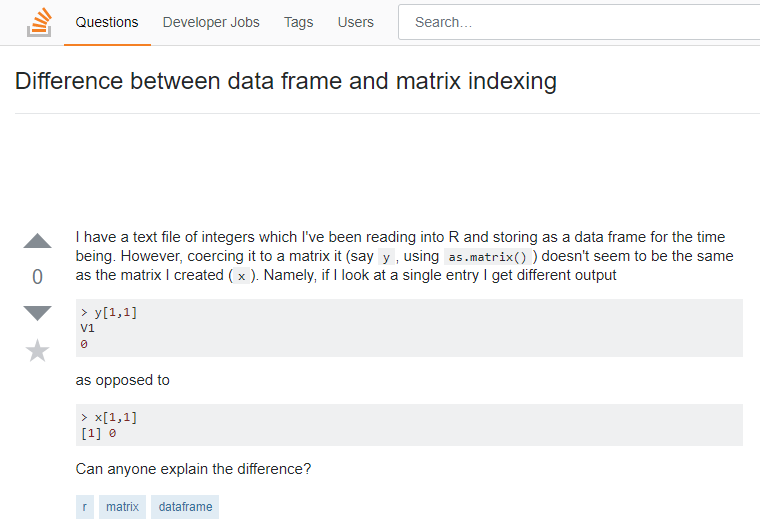 Questions Developer Jobs Tags Users Search...
Difference between data frame and matrix indexing
I have a text file of integers which I've been reading into R and storing as a data frame for the time
being. However, coercing it to a matrix it (say y , using as.matrix() ) doesn't seem to be the same
0
as the matrix I created ( x ). Namely, if I look at a single entry I get different output
> y[1,1]
V1
0
as opposed to
> x[1,1]
[1] 0
Can anyone explain the difference?
r matrix dataframe